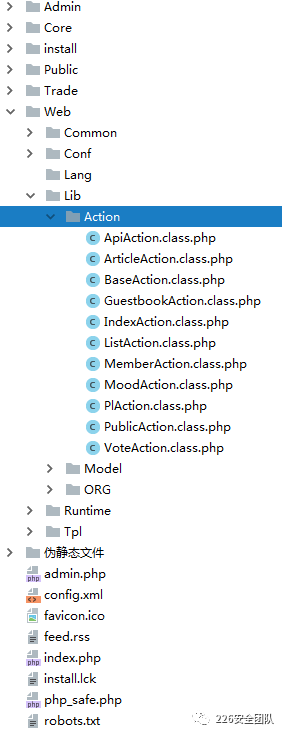 Admin
Core
install
Public
Trade
Web
Common
Conf
Lang
Lib
Action
ApiAction.class.php
ArticleAction.class.php
BaseAction.class.php
GuestbookAction.class.php
IndexAction.class.php
ListAction.class.php
MemberAction.class.php
MoodAction.class.php
PlAction.class.php
PublicAction.class.php
VoteAction.class.php
Model
ORG
Runtime
Tpl
伪静态文件
admin.php
config.xml
favicon.ico
feed.rss
index.php
install.lck
php_safe.php
robots.txt
226安全团队